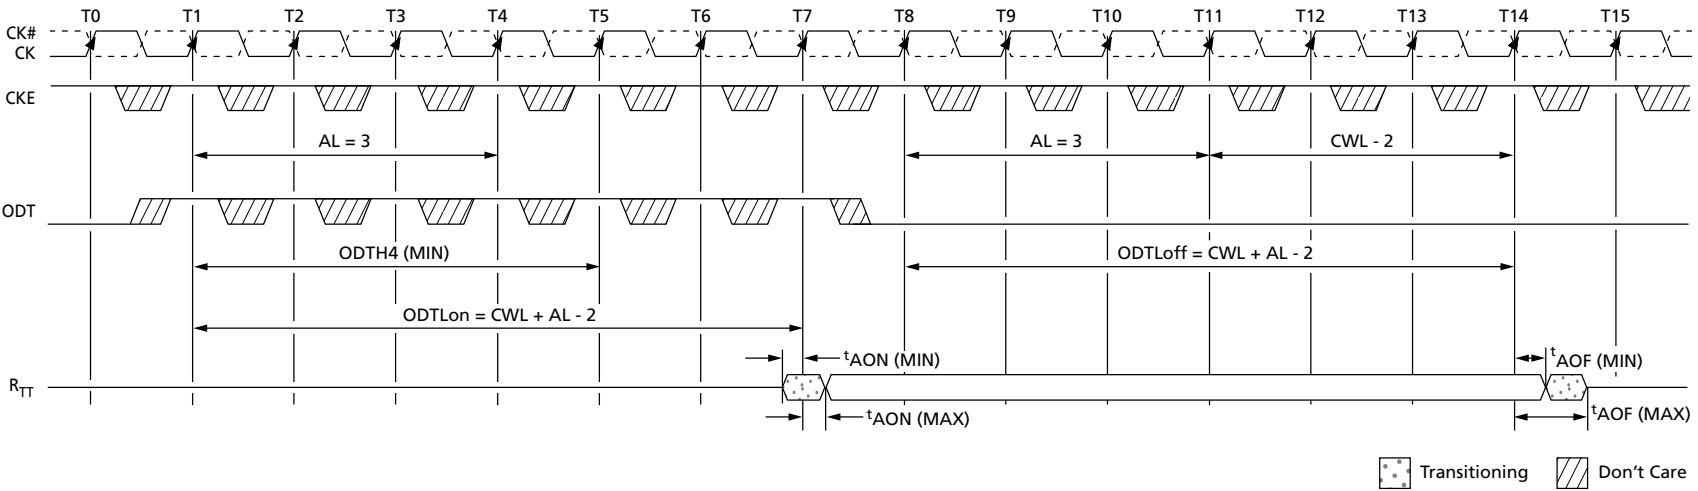 T0 T1 T2 T3 T4 T5 T6 T7 T8 T9 T10 T11 T12 T13 T14 T15
CK#
CK
CKE
AL = 3 AL = 3 CWL - 2
ODT
ODTH4 (MIN) ODTLoff = CWL + AL - 2
ODTLon = CWL + AL - 2
tAON (MIN) tAOF (MIN)
RTT
tAON (MAX) tAOF (MAX)
Transitioning Don't Care